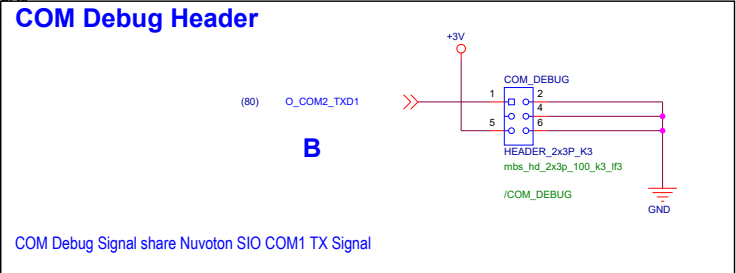 COM Debug Header
+3V
COM_DEBUG
(80) O_COM2_TXD1
1 2
4
5 6
B
HEADER_2x3P_K3
mbs_hd_2x3p_100_k3_lf3
/COM_DEBUG
GND
COM Debug Signal share Nuvoton SIO COM1 TX Signal